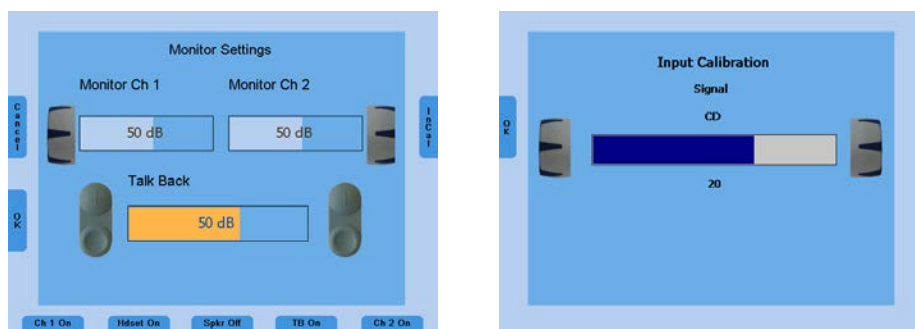 Monitor Settings
Monitor Ch 1 Monitor Ch 2
Cancel
InCal
50 dB 50 dB
Talk Back
OK
50 dB
Ch 1 On Hdset On Spkr Off TB On Ch 2 On
Input Calibration
Signal
OK
CD
20